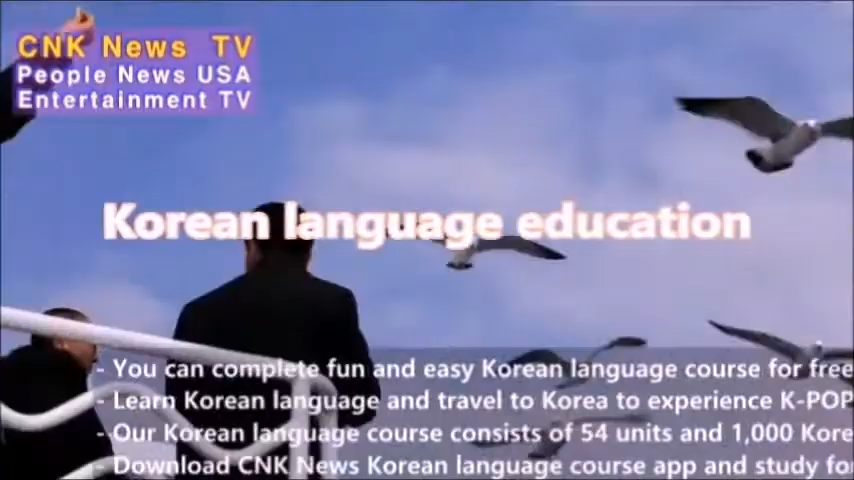 CNK News TV
People News USA
Entertainment TV
Korean language education
- You can complete fun and easy Korean language course for free
- Learn Korean language and travel to Korea to experience K-POP
- Our Korean language course consists of 54 units and 1,000 Kore
- Download CNK News Korean language course app and study fo